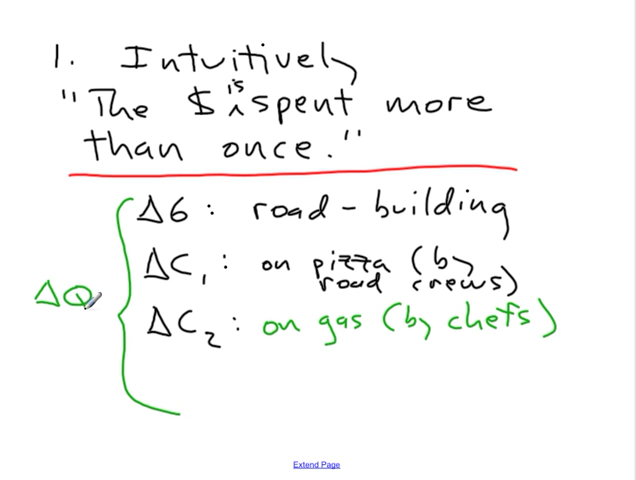 1. Intuitively
"The $ is spent more
than once."
ΔG : road-building
ΔC₁ : on pizza (by road crews)
ΔQ
ΔC₂ : on gas (by chefs)
Extend Page